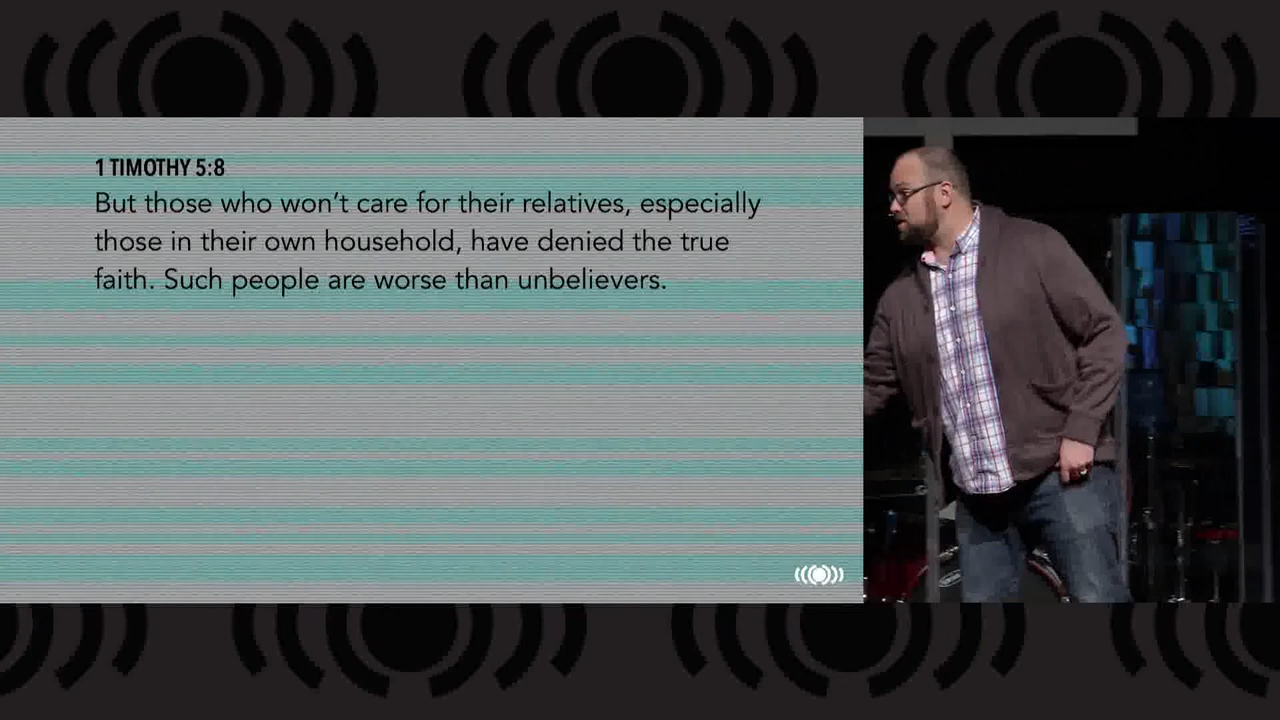 1 TIMOTHY 5:8
But those who won’t care for their relatives, especially
those in their own household, have denied the true
faith. Such people are worse than unbelievers.